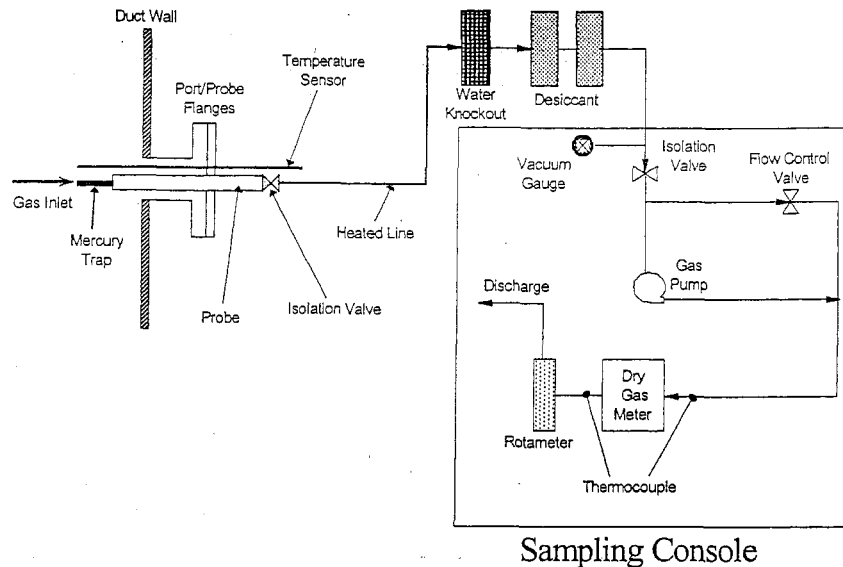 Duct Wall
Temperature
Sensor
Port/Probe
Flanges
Gas Inlet
Mercury
Trap
Probe
Isolation Valve
Heated Line
Water
Knockout
Desiccant
Vacuum
Gauge
Isolation
Valve
Flow Control
Valve
Gas
Pump
Discharge
Dry
Gas
Meter
Rotameter
Thermocouple
Sampling Console